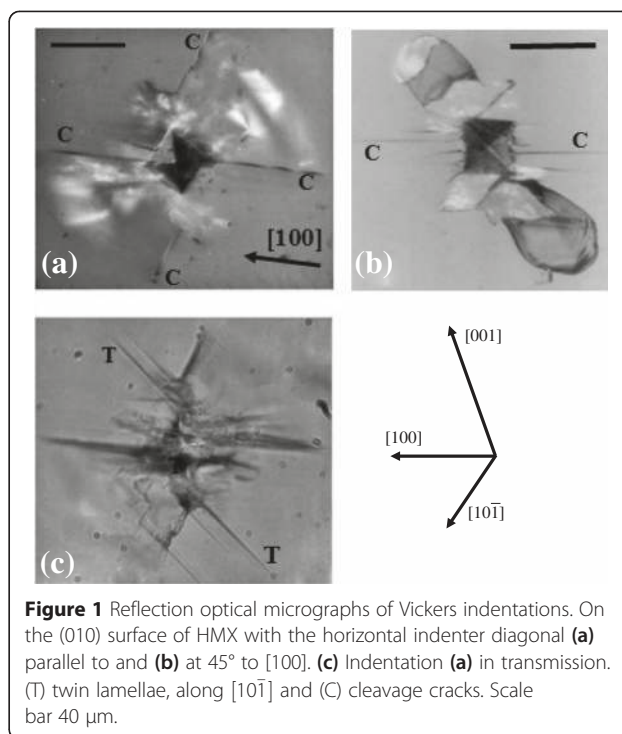 C
C
C
[100]
C
(a)
C
C
(b)
T
T
(c)
[001]
[100]
[101̅]
Figure 1 Reflection optical micrographs of Vickers indentations. On
the (010) surface of HMX with the horizontal indenter diagonal (a)
parallel to and (b) at 45° to [100]. (c) Indentation (a) in transmission.
(T) twin lamellae, along [101̅] and (C) cleavage cracks. Scale
bar 40 μm.